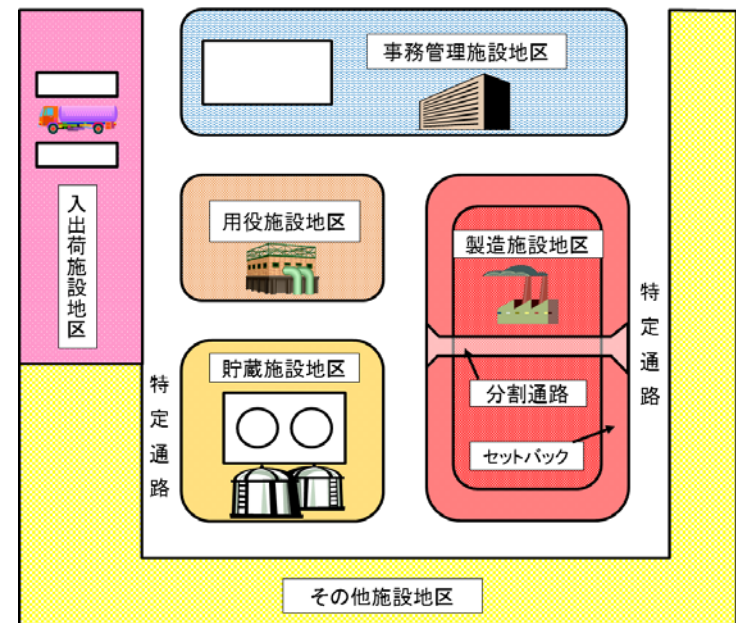 事務管理施設地区
入出荷施設地区
用役施設地区
製造施設地区
特定通路
貯蔵施設地区
特定通路
分割通路
セットバック
その他施設地区